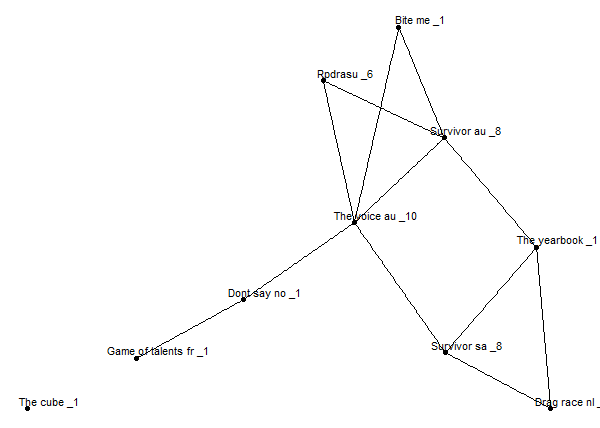 Bite me _1
Rpdrasu _6
Survivor au _8
The voice au _10
The yearbook _1
Dont say no _1
Survivor sa _8
Game of talents fr _1
The cube _1
Drag race nl _